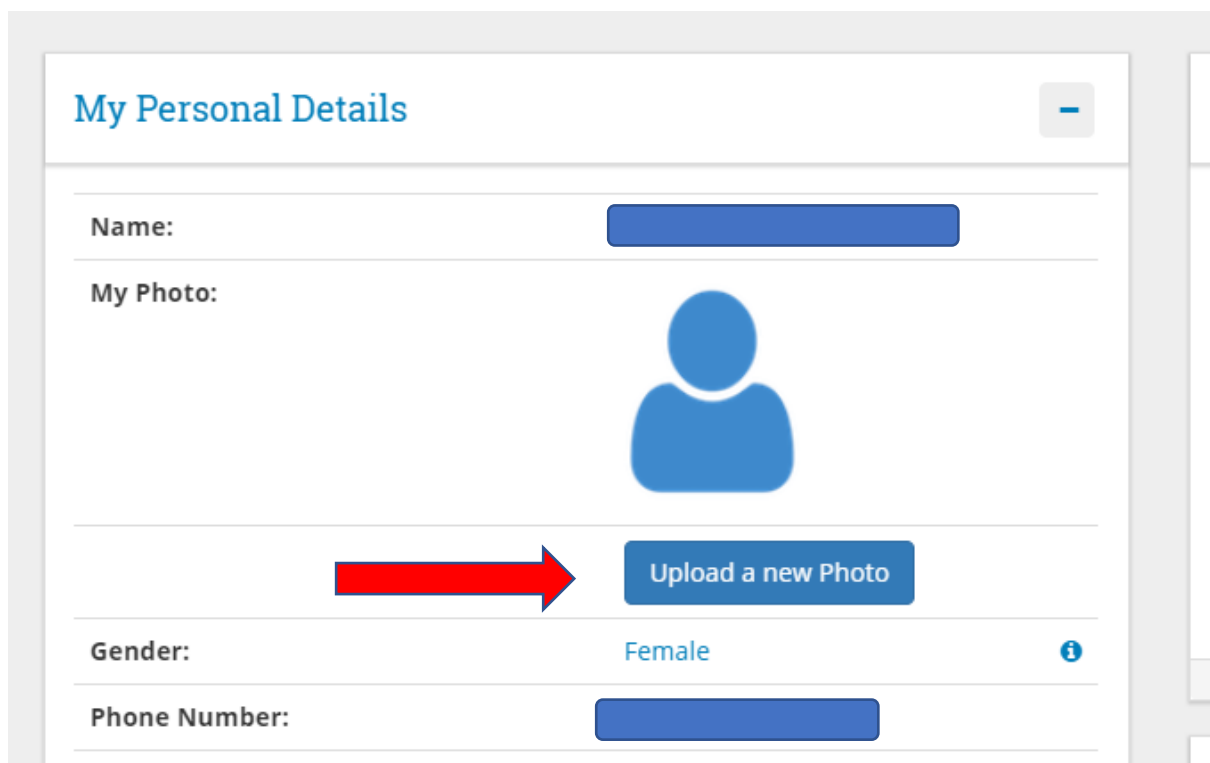 My Personal Details
Name:
My Photo:
Upload a new Photo
Gender: Female
Phone Number: